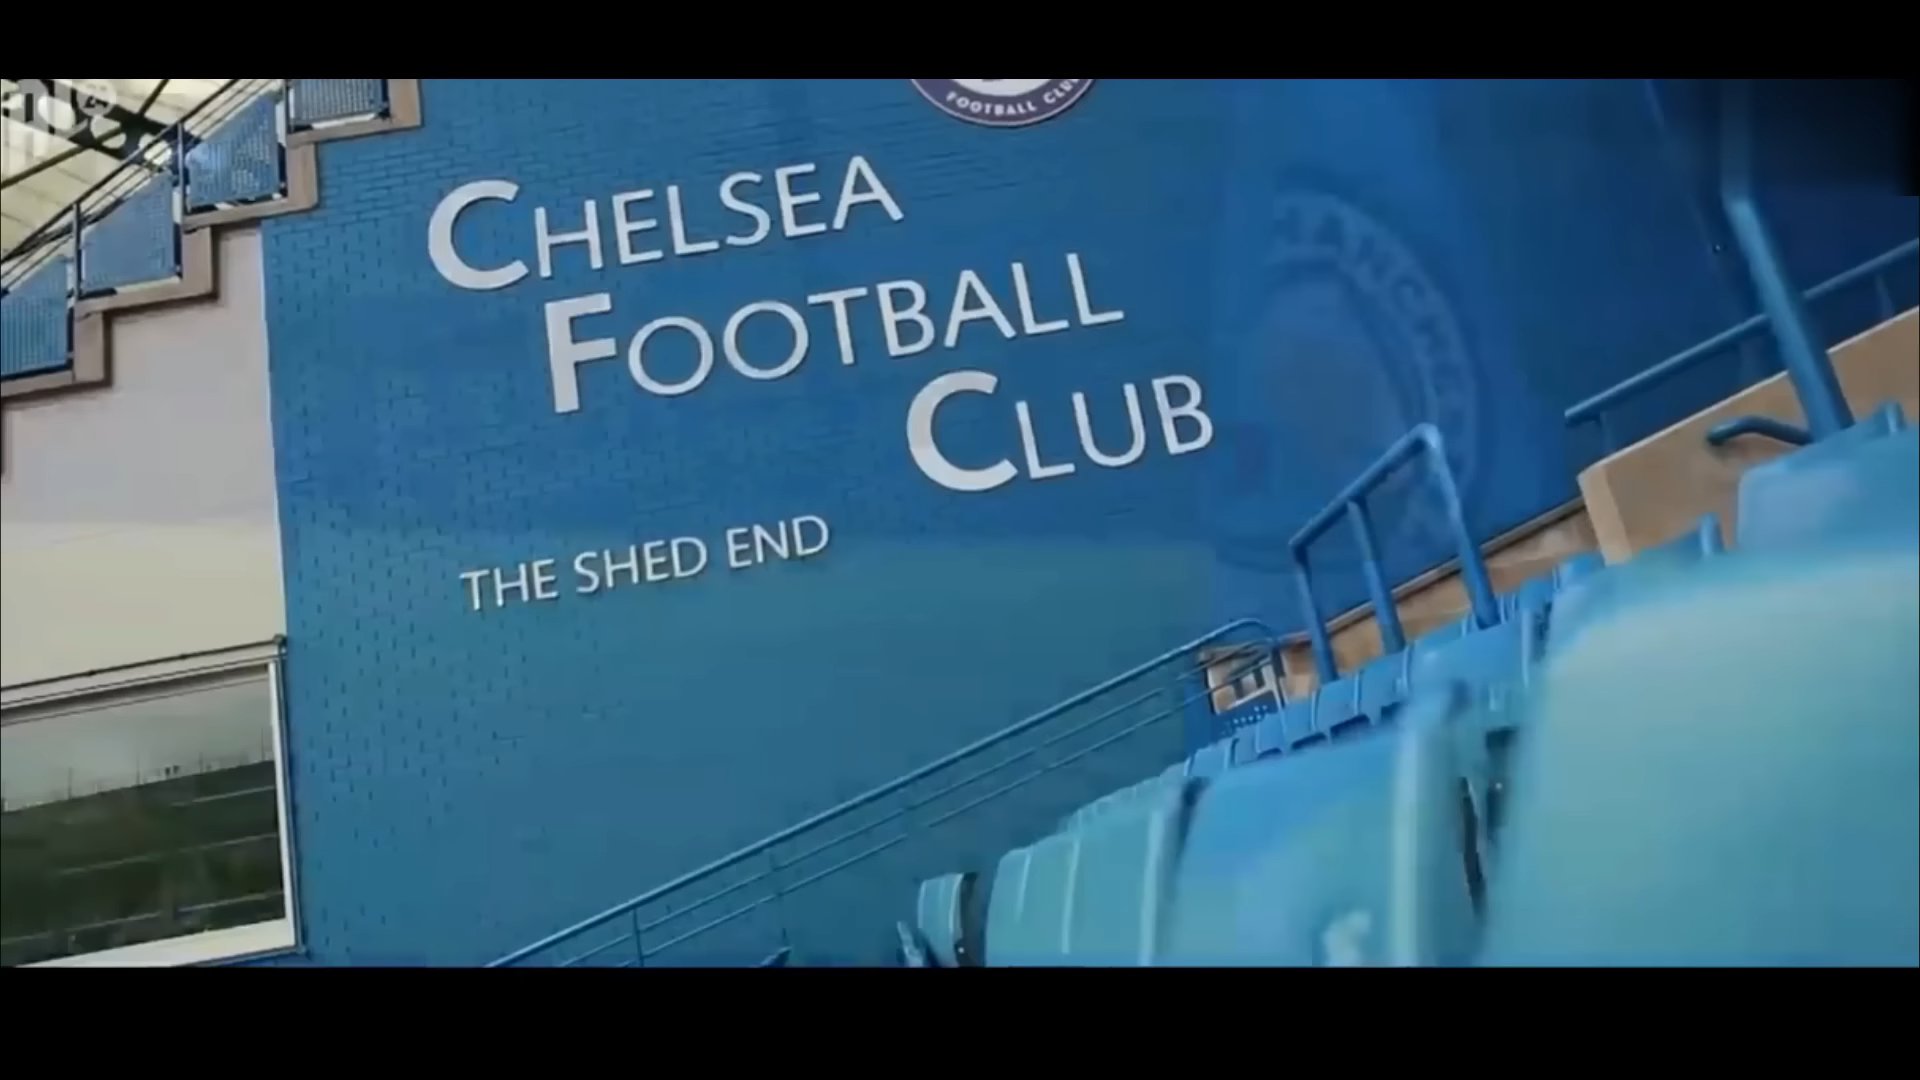 FOOTBALL CLUB
CHELSEA
FOOTBALL
CLUB
THE SHED END